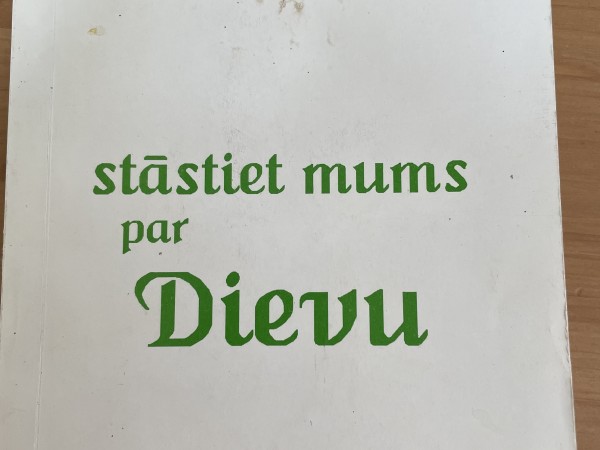 stāstiet mums
par
Dievu